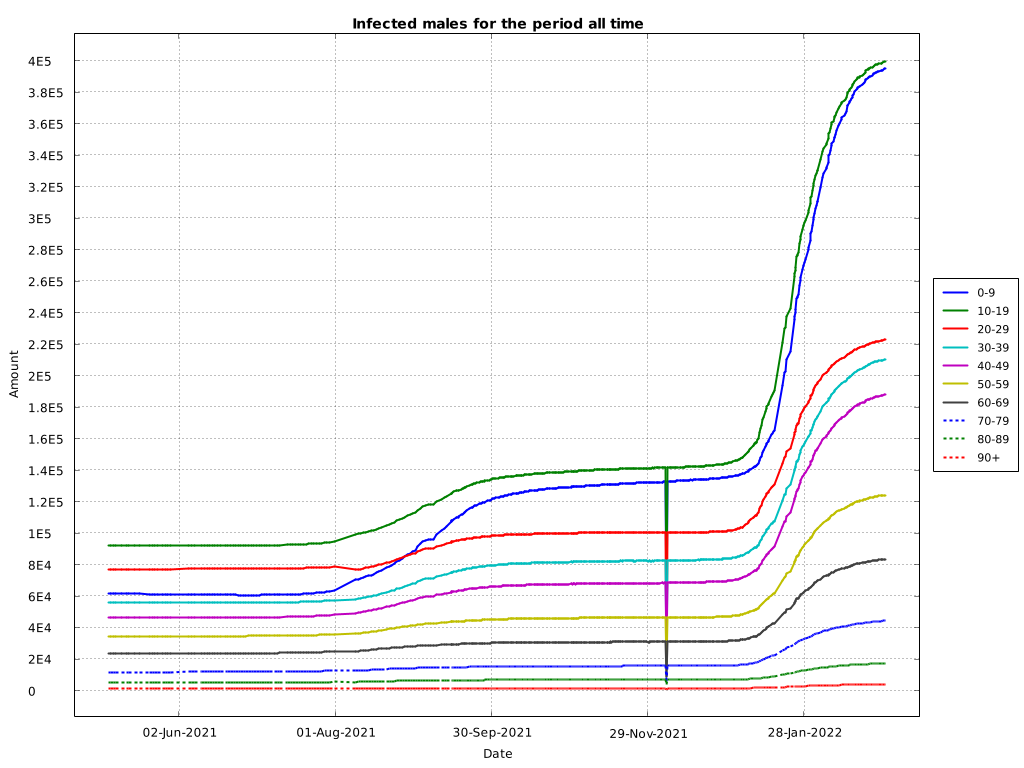 Infected males for the period all time
4E5
3.8E5
3.6E5
3.4E5
3.2E5
3E5
2.8E5
2.6E5
2.4E5
2.2E5
2E5
1.8E5
1.6E5
1.4E5
1.2E5
1E5
8E4
6E4
4E4
2E4
0
Amount
02-Jun-2021
01-Aug-2021
30-Sep-2021
29-Nov-2021
28-Jan-2022
Date
0-9
10-19
20-29
30-39
40-49
50-59
60-69
70-79
80-89
90+